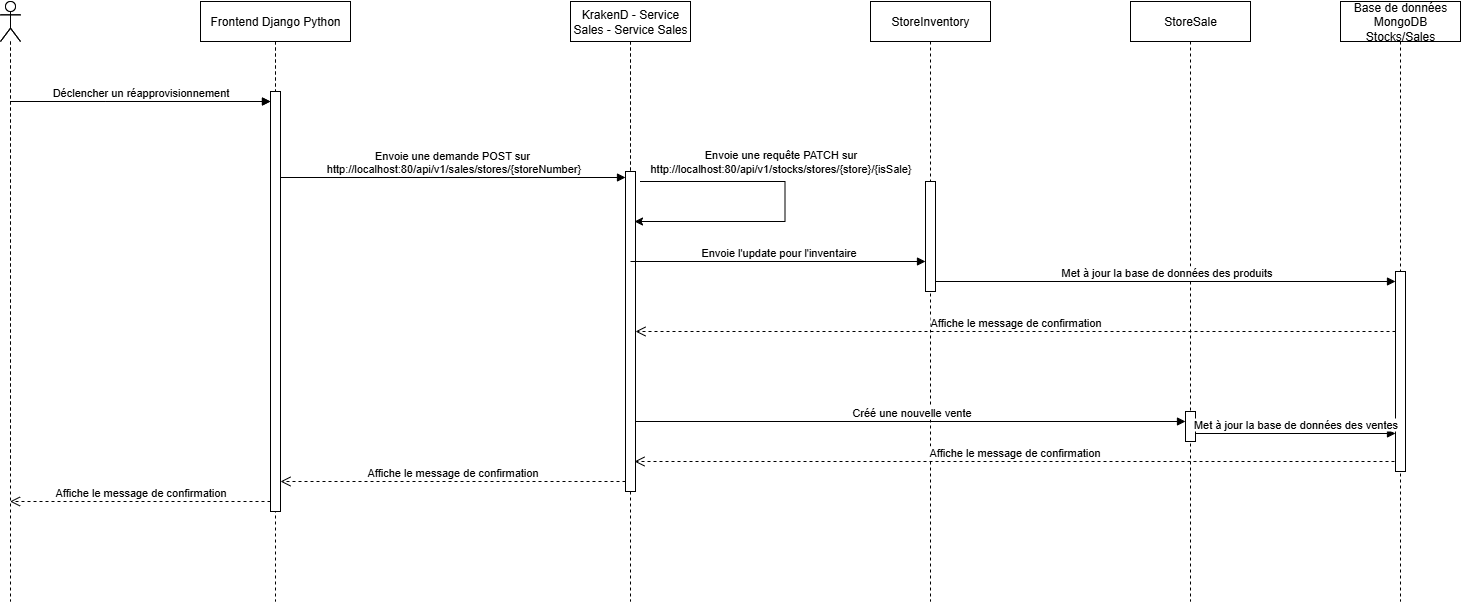 Frontend Django Python
KrakenD - Service
Sales - Service Sales
StoreInventory
StoreSale
Base de données
MongoDB
Stocks/Sales
Déclencher un réapprovisionnement
Envoie une demande POST sur
http://localhost:80/api/v1/sales/stores/{storeNumber}
Envoie une requête PATCH sur
http://localhost:80/api/v1/stocks/stores/{store}/{isSale}
Envoie l'update pour l'inventaire
Met à jour la base de données des produits
Affiche le message de confirmation
Créé une nouvelle vente
Met à jour la base de données des ventes
Affiche le message de confirmation
Affiche le message de confirmation
Affiche le message de confirmation